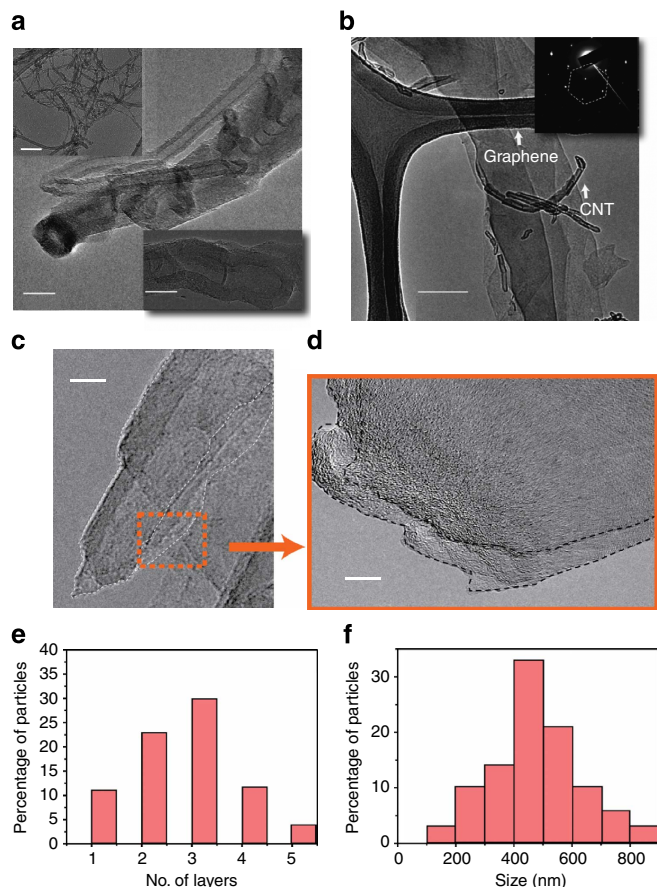 a
b
Graphene
CNT
c
d
e
f
Percentage of particles
40
35
30
25
20
15
10
5
0
1 2 3 4 5
No. of layers
Percentage of particles
30
20
10
0
0 200 400 600 800
Size (nm)